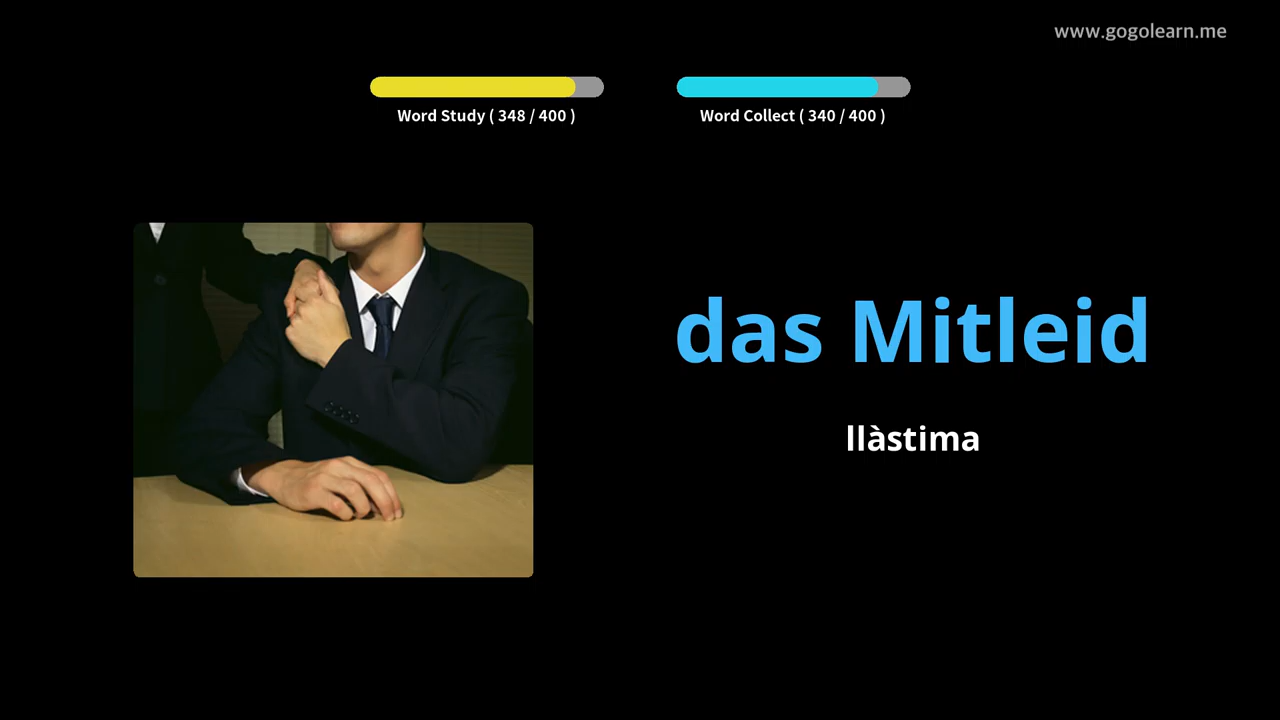 www.gogolearn.me
Word Study ( 348 / 400 )
Word Collect ( 340 / 400 )
das Mitleid
llàstima